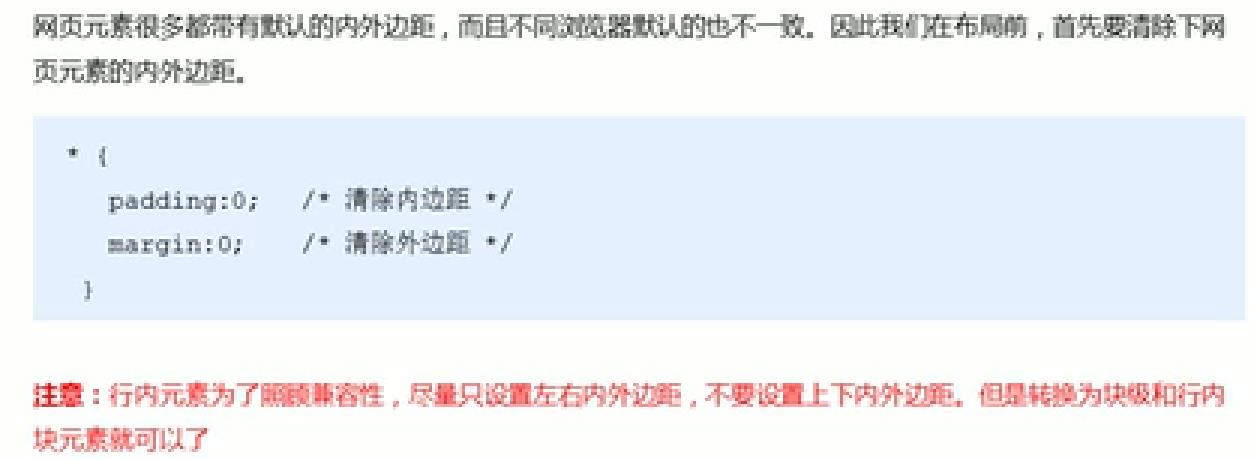 网页元素很多都带有默认的内外边距，而且不同浏览器默认的也不一致。因此我们在布局前，首先要清除下网
页元素的内外边距。
* {
padding:0; /* 清除内边距 */
margin:0; /* 清除外边距 */
}
注意：行内元素为了照顾兼容性，尽量只设置左右内外边距，不要设置上下内外边距。但是转换为块级和行内
块元素就可以了